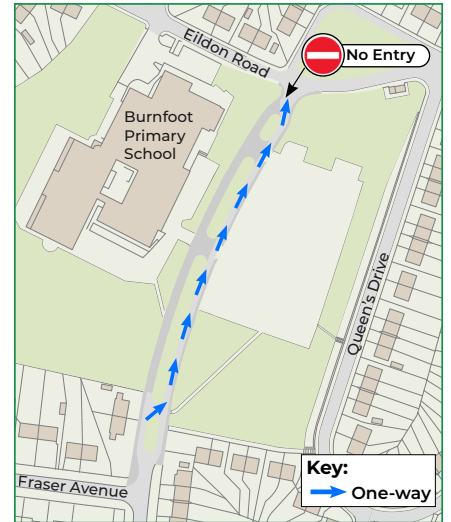 Eildon Road
No Entry
Burnfoot
Primary
School
Queen's Drive
Fraser Avenue
Key:
One-way